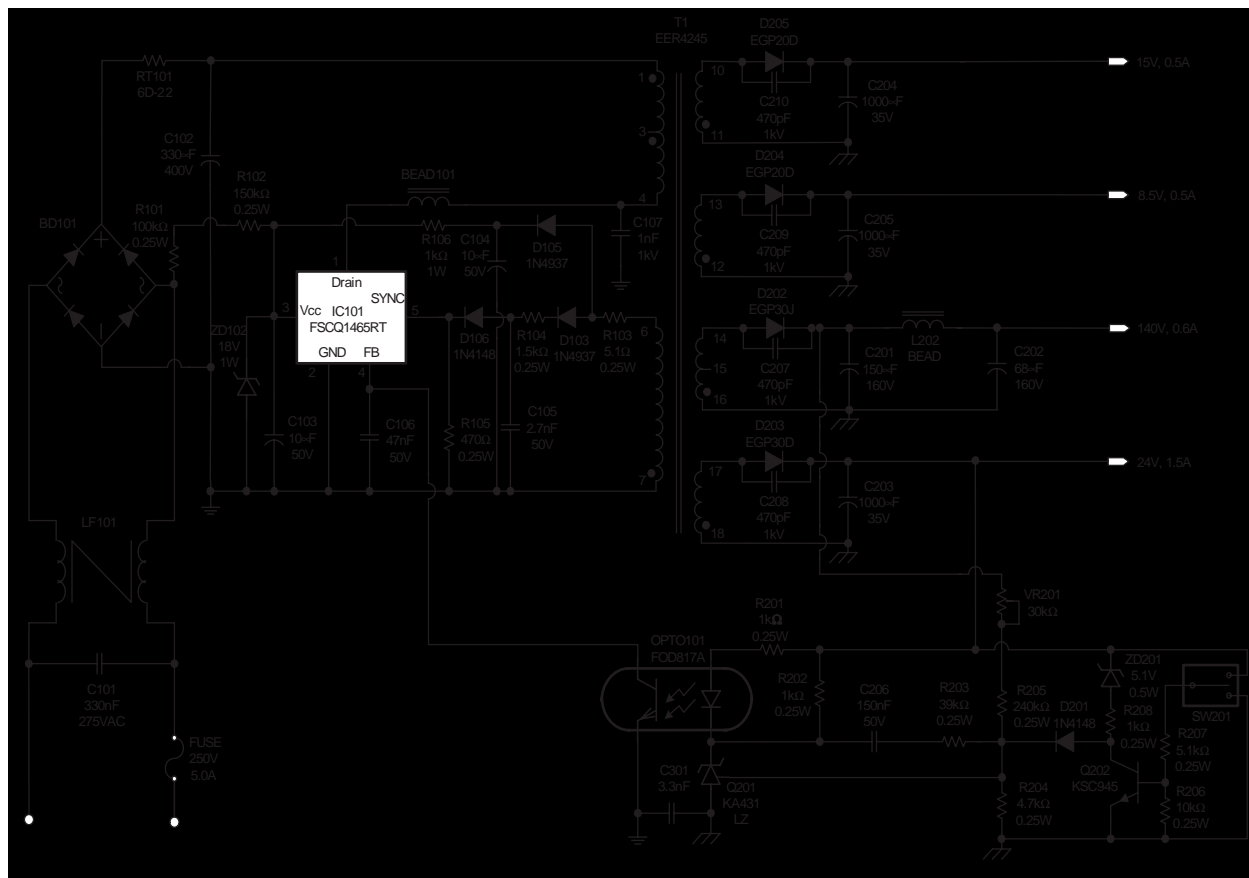 T1
EER4245
RT101
6D-22
C102
330∝F
400V
BD101
R101
100kΩ
0.25W
R102
150kΩ
0.25W
BEAD101
R106
1kΩ
1W
C104
10∝F
50V
D105
1N4937
C107
1nF
1kV
ZD102
18V
1W
1
Drain
SYNC
3
Vcc
IC101
FSCQ1465RT
GND
FB
2
4
5
D106
1N4148
R104
1.5kΩ
0.25W
D103
1N4937
R103
5.1Ω
0.25W
C103
10∝F
50V
C106
47nF
50V
R105
470Ω
0.25W
C105
2.7nF
50V
1
3
4
6
7
10
11
13
12
14
15
16
17
18
D205
EGP20D
C210
470pF
1kV
C204
1000∝F
35V
15V, 0.5A
D204
EGP20D
C209
470pF
1kV
C205
1000∝F
35V
8.5V, 0.5A
D202
EGP30J
C207
470pF
1kV
C201
150∝F
160V
L202
BEAD
C202
68∝F
160V
140V, 0.6A
D203
EGP30D
C208
470pF
1kV
C203
1000∝F
35V
24V, 1.5A
LF101
C101
330nF
275VAC
FUSE
250V
5.0A
OPTO101
FOD817A
R201
1kΩ
0.25W
R202
1kΩ
0.25W
C206
150nF
50V
R203
39kΩ
0.25W
VR201
30kΩ
R205
240kΩ
0.25W
D201
1N4148
ZD201
5.1V
0.5W
R208
1kΩ
0.25W
SW201
R207
5.1kΩ
0.25W
C301
3.3nF
Q201
KA431
LZ
R204
4.7kΩ
0.25W
Q202
KSC945
R206
10kΩ
0.25W